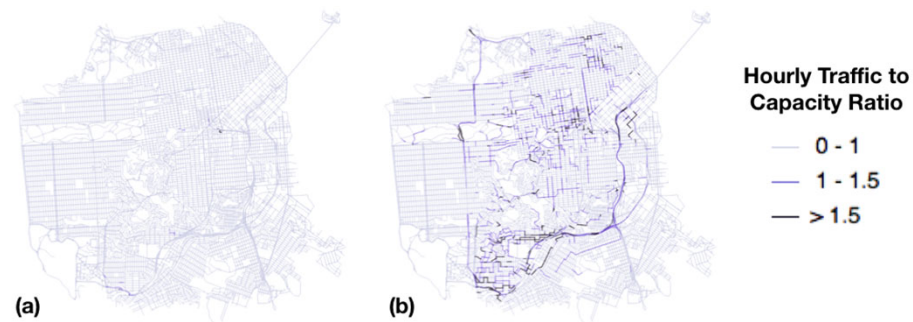 Hourly Traffic to
Capacity Ratio
0 - 1
1 - 1.5
> 1.5
(a)
(b)